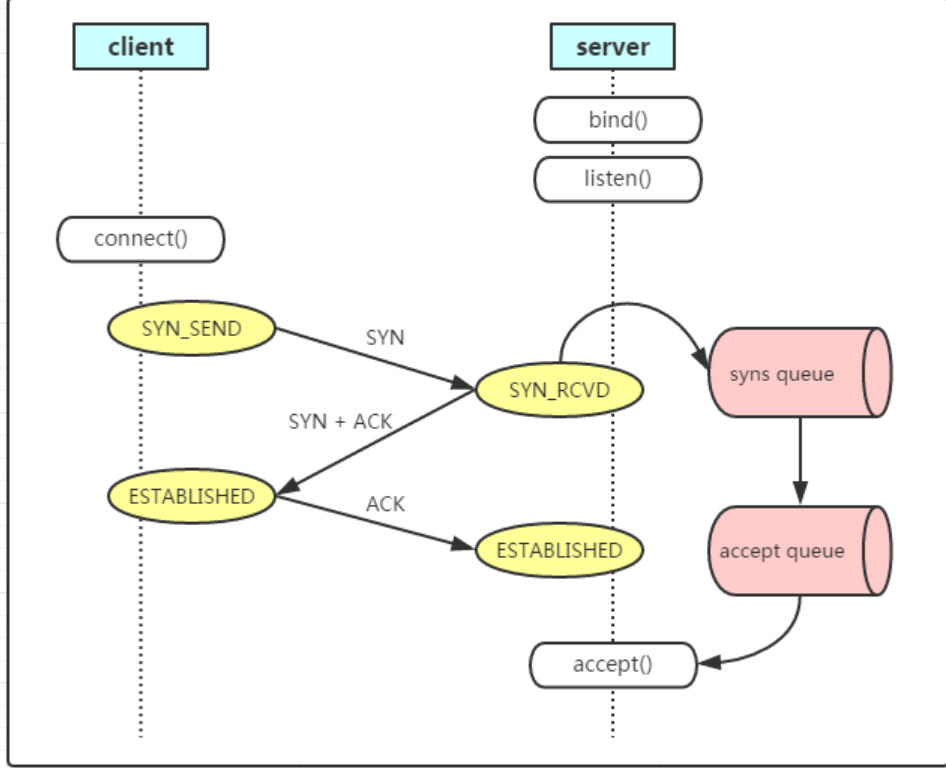 client
server
bind()
listen()
connect()
SYN_SEND
SYN
SYN_RCVD
syns queue
SYN + ACK
ESTABLISHED
ACK
ESTABLISHED
accept queue
accept()